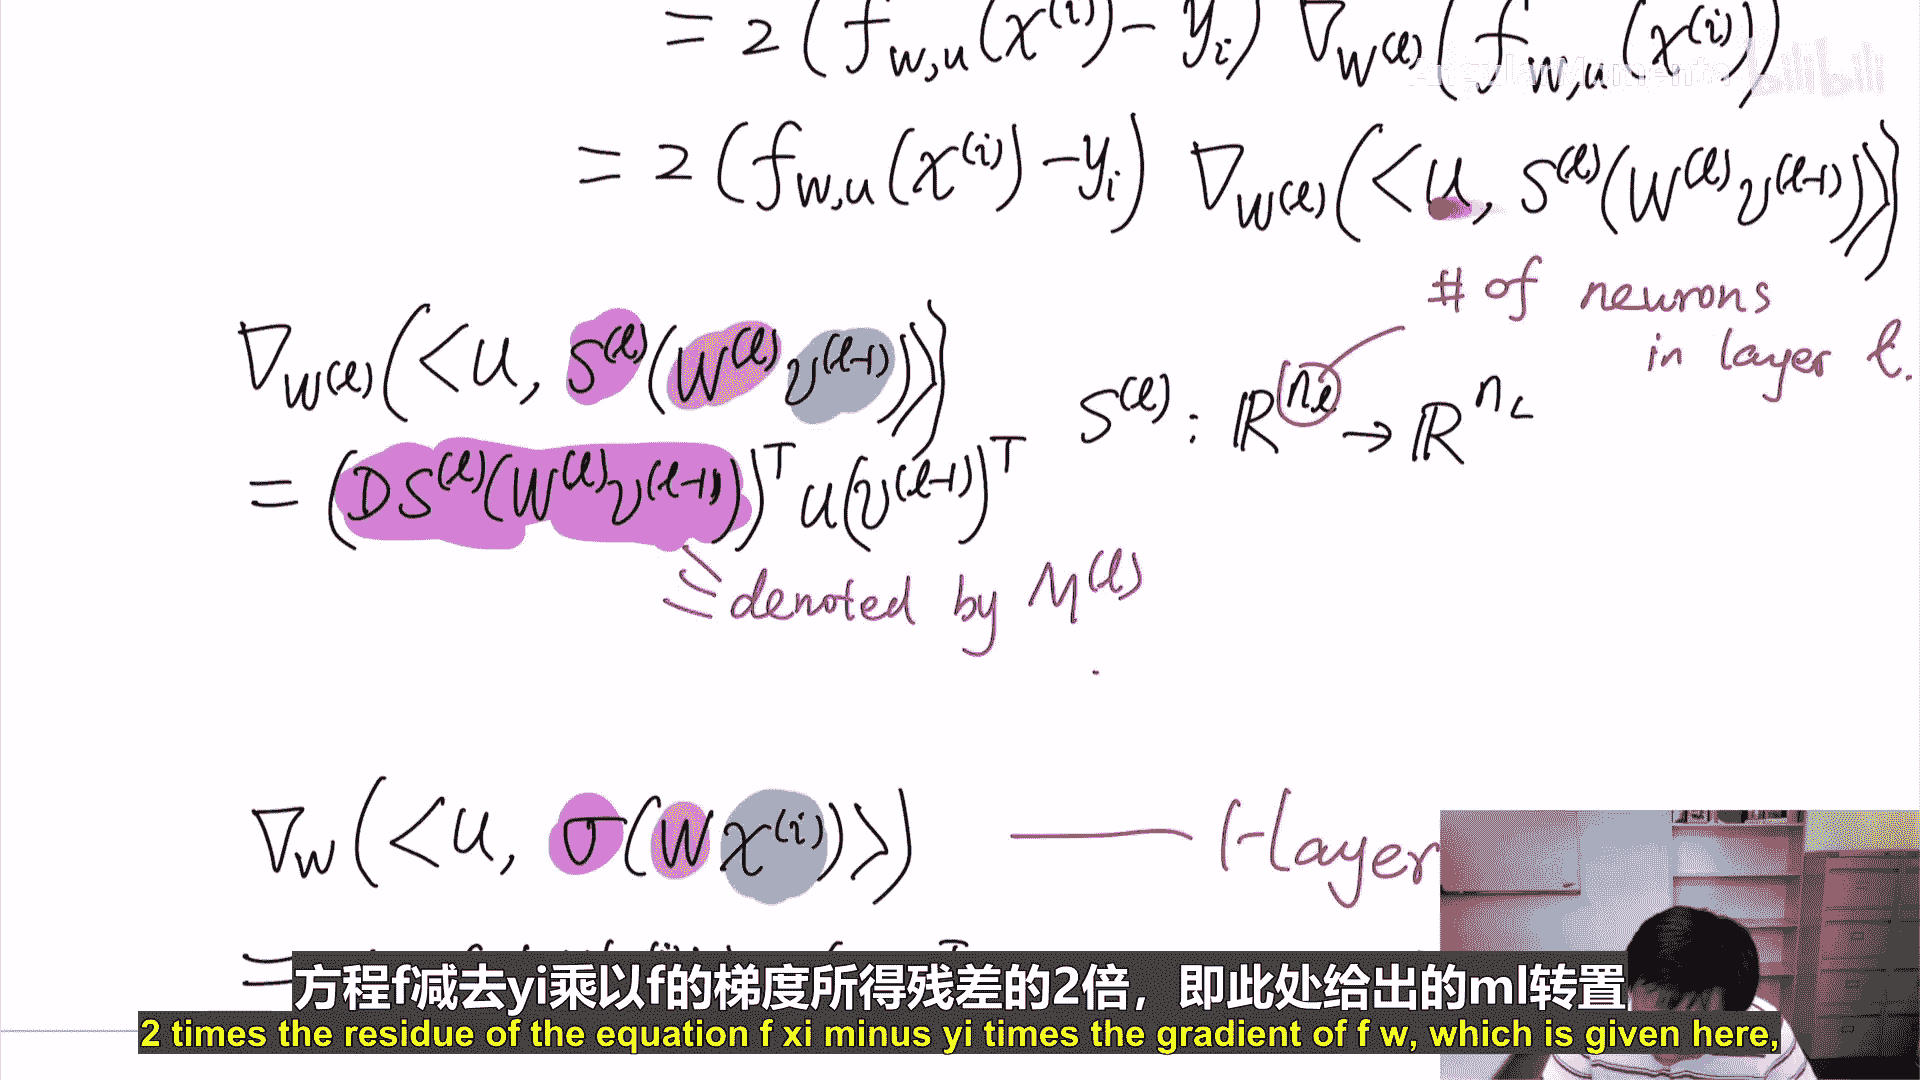 = 2 (f_{w,u}(x^{(i)}) - y_i) ∇_{W^{(ℓ)}} (f_{w,u}(x^{(i)}))
bilibili
= 2 (f_{w,u}(x^{(i)}) - y_i) ∇_{W^{(ℓ)}} (<u, S^{(ℓ)}(W^{(ℓ)} v^{(ℓ-1)})>)
# of neurons
in layer ℓ.
∇_{W^{(ℓ)}} (<u, S^{(ℓ)}(W^{(ℓ)} v^{(ℓ-1)})>)
S^{(ℓ)} : ℝ^{n_ℓ} → ℝ^{n_L}
= (DS^{(ℓ)}(W^{(ℓ)} v^{(ℓ-1)}))^T u (v^{(ℓ-1)})^T
= denoted by M^{(ℓ)}
∇_W (<u, σ(W x^{(i)})>) — 1-layer
方程f减去yi乘以f的梯度所得残差的2倍，即此处给出的ml转置
2 times the residue of the equation f xi minus yi times the gradient of f w, which is given here,